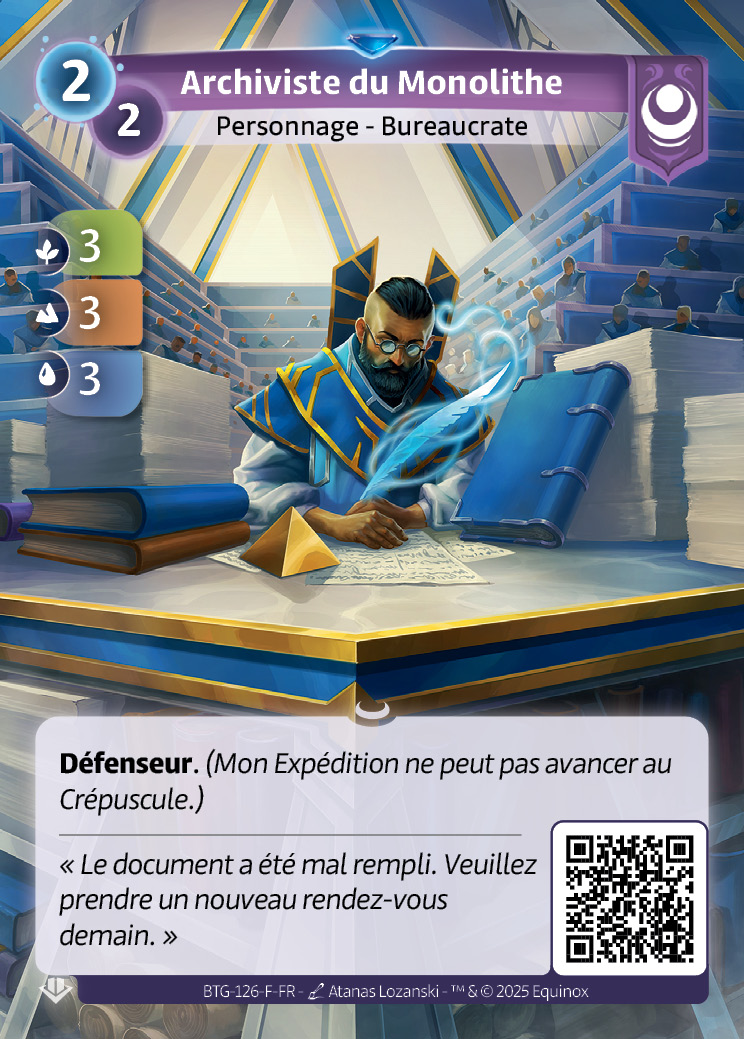 2
Archiviste du Monolithe
2
Personnage - Bureaucrate
3
3
3
Défenseur. (Mon Expédition ne peut pas avancer au
Crépuscule.)
« Le document a été mal rempli. Veuillez
prendre un nouveau rendez-vous
demain. »
BTG-126-F-FR - Atanas Lozanski - ™ & © 2025 Equinox